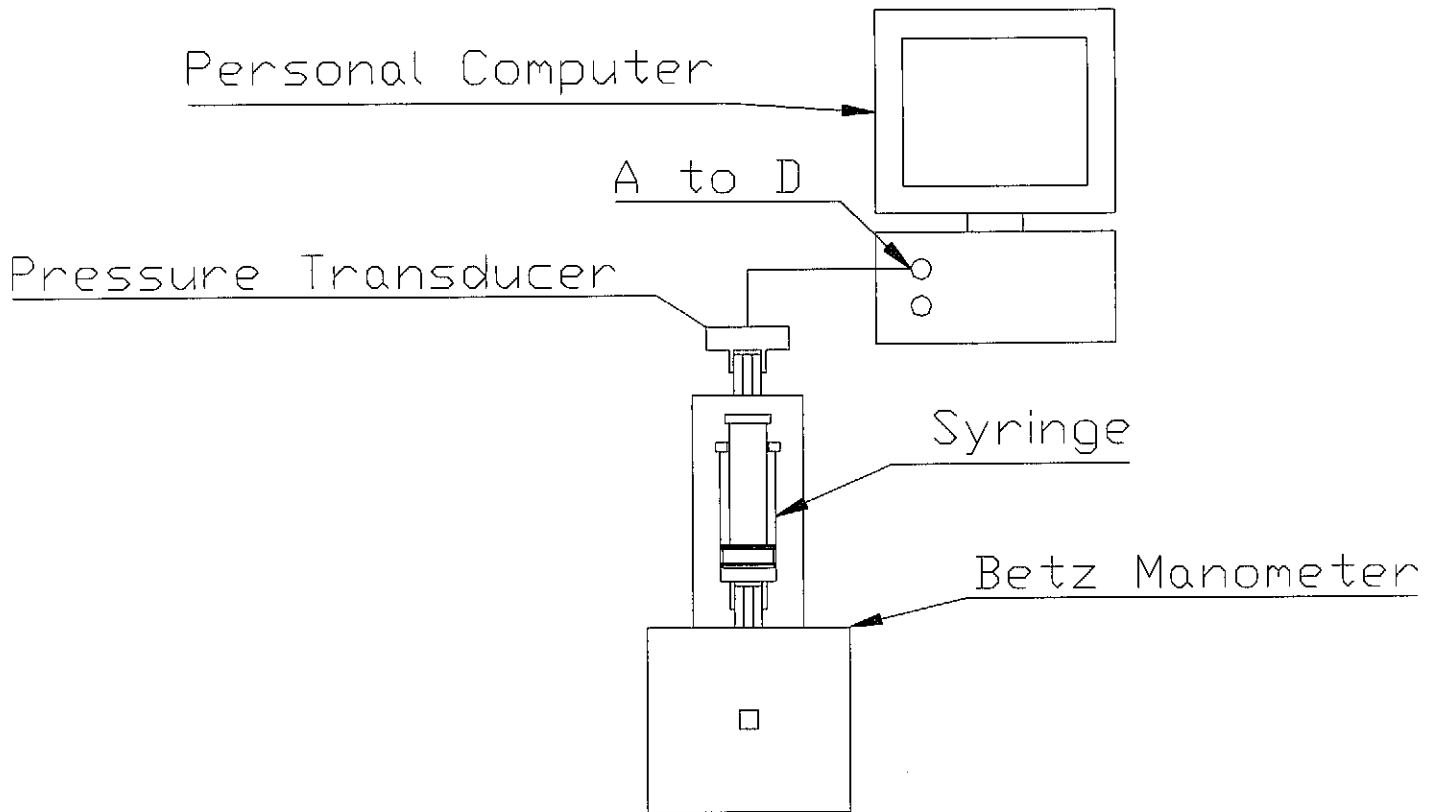 Personal Computer
A to D
Pressure Transducer
Syringe
Betz Manometer